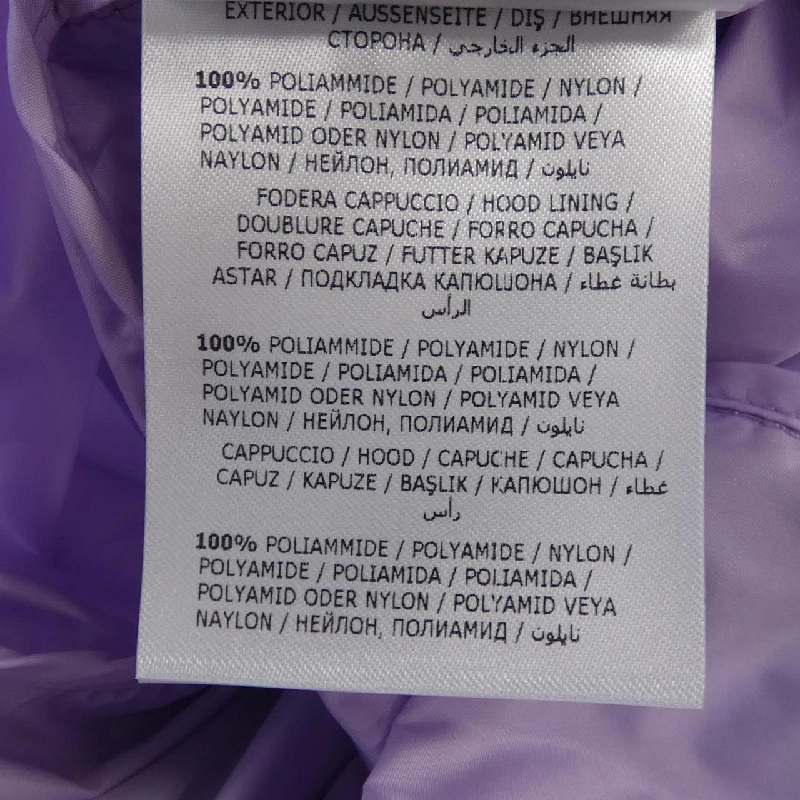 EXTERIOR / AUSSENSEITE / DIŞ / ВНЕШНЯЯ
СТОРОНА / الجزء الخارجي
100% POLIAMMIDE / POLYAMIDE / NYLON /
POLYAMIDE / POLIAMIDA / POLIAMIDA /
POLYAMID ODER NYLON / POLYAMID VEYA
NAYLON / НЕЙЛОН, ПОЛИАМИД / نايلون
FODERA CAPPUCCIO / HOOD LINING /
DOUBLURE CAPUCHE / FORRO CAPUCHA /
FORRO CAPUZ / FUTTER KAPUZE / BAŞLIK
ASTAR / ПОДКЛАДКА КАПЮШОНА / بطانة غطاء
الرأس
100% POLIAMMIDE / POLYAMIDE / NYLON /
POLYAMIDE / POLIAMIDA / POLIAMIDA /
POLYAMID ODER NYLON / POLYAMID VEYA
NAYLON / НЕЙЛОН, ПОЛИАМИД / نايلون
CAPPUCCIO / HOOD / CAPUCHE / CAPUCHA /
CAPUZ / KAPUZE / BAŞLIK / КАПЮШОН / غطاء
رأس
100% POLIAMMIDE / POLYAMIDE / NYLON /
POLYAMIDE / POLIAMIDA / POLIAMIDA /
POLYAMID ODER NYLON / POLYAMID VEYA
NAYLON / НЕЙЛОН, ПОЛИАМИД / نايلون